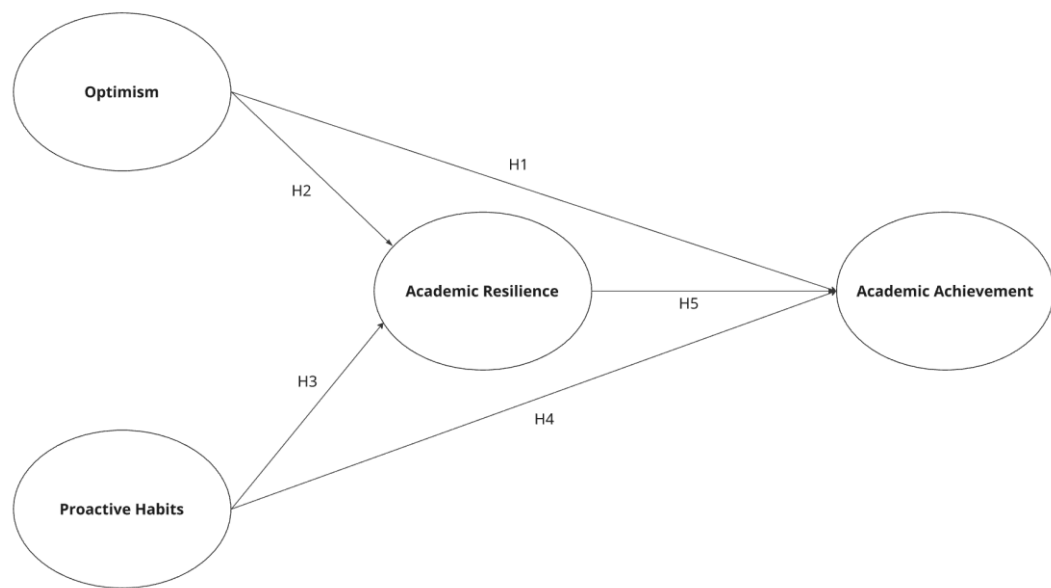 Optimism
H1
H2
Academic Resilience
Academic Achievement
H5
H3
H4
Proactive Habits